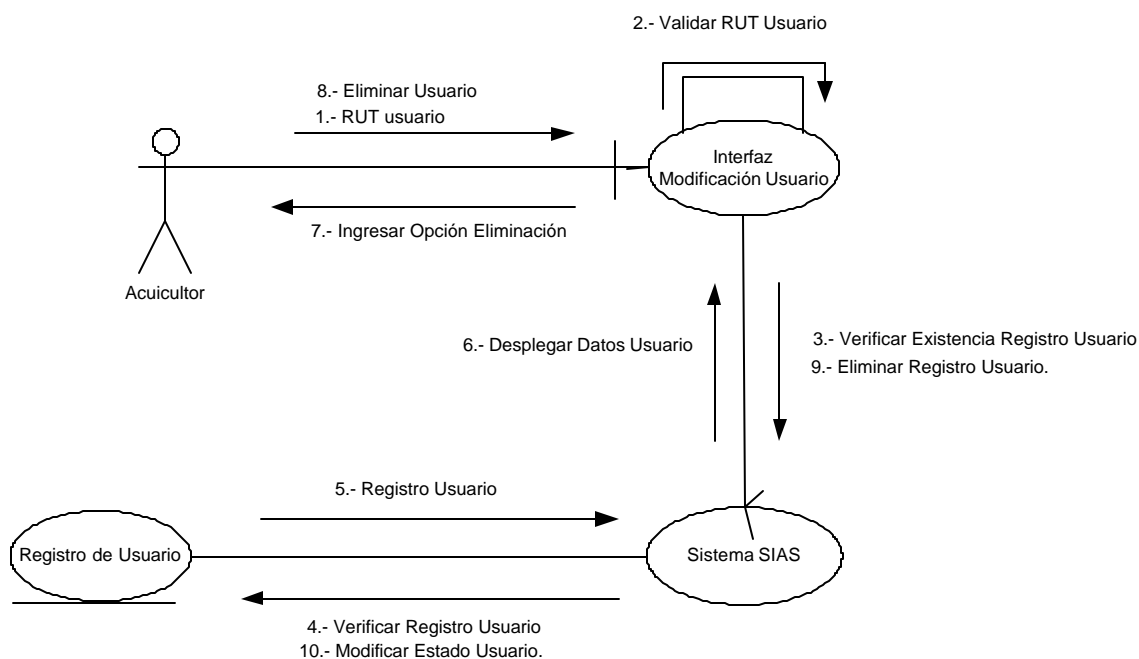 2.- Validar RUT Usuario
8.- Eliminar Usuario
1.- RUT usuario
Interfaz
Modificación Usuario
7.- Ingresar Opción Eliminación
Acuicultor
6.- Desplegar Datos Usuario
3.- Verificar Existencia Registro Usuario
9.- Eliminar Registro Usuario.
5.- Registro Usuario
Registro de Usuario
Sistema SIAS
4.- Verificar Registro Usuario
10.- Modificar Estado Usuario.